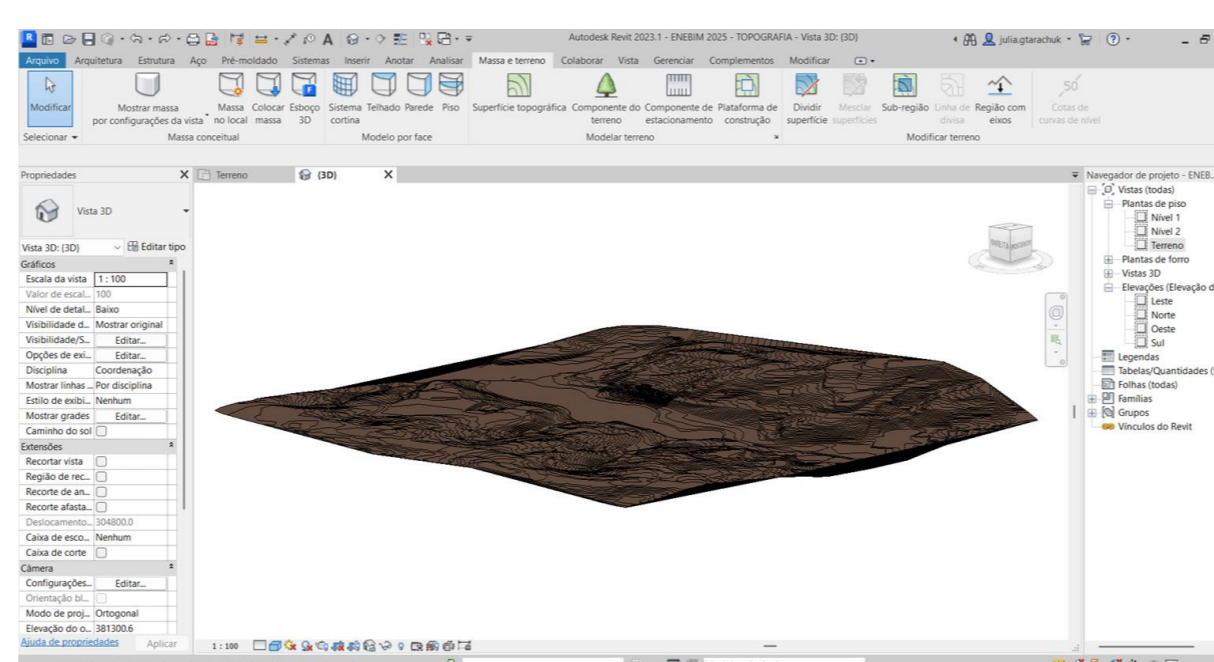 Autodesk Revit 2023.1 - ENEBIM 2025 - TOPOGRAFIA - Vista 3D: {3D}
julia.gtarachuk
Arquivo Arquitetura Estrutura Aço Pré-moldado Sistemas Inserir Anotar Analisar Massa e terreno Colaborar Vista Gerenciar Complementos Modificar
Modificar
Mostrar massa
por configurações da vista
Massa
no local
Colocar
massa
Esboço
3D
Sistema
cortina
Telhado
Parede
Piso
Superfície topográfica
Componente do
terreno
Componente de
estacionamento
Plataforma de
construção
Dividir
superfície
Mesclar
superfícies
Sub-região
Linha de
divisa
Região com
eixos
Cotas de
curvas de nível
Selecionar
Massa conceitual
Modelo por face
Modelar terreno
Modificar terreno
Propriedades
Vista 3D
Vista 3D: {3D}
Editar tipo
Gráficos
Escala da vista 1 : 100
Valor de escal... 100
Nível de detal... Baixo
Visibilidade d... Mostrar original
Visibilidade/S... Editar...
Opções de exi... Editar...
Disciplina Coordenação
Mostrar linhas ... Por disciplina
Estilo de exibi... Nenhum
Mostrar grades Editar...
Caminho do sol
Extensões
Recortar vista
Região de rec...
Recorte de an...
Recorte afasta...
Deslocamento... 304800.0
Caixa de esco... Nenhum
Caixa de corte
Câmera
Configurações... Editar...
Orientação bl...
Modo de proj... Ortogonal
Elevação do o... 381300.6
Ajuda de propriedades Aplicar
Terreno
{3D}
DIREITA
1 : 100
Navegador de projeto - ENEB...
Vistas (todas)
Plantas de piso
Nível 1
Nível 2
Terreno
Plantas de forro
Vistas 3D
Elevações (Elevação d
Leste
Norte
Oeste
Sul
Legendas
Tabelas/Quantidades (
Folhas (todas)
Famílias
Grupos
Vínculos do Revit